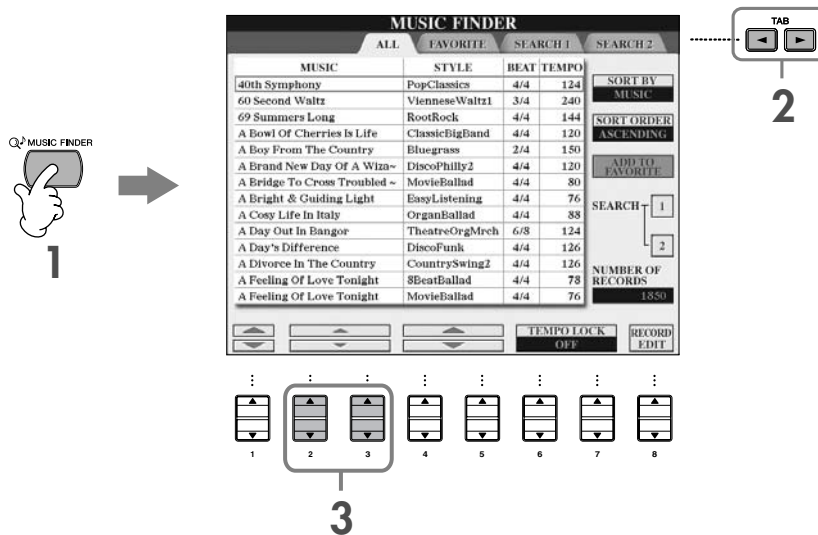 MUSIC FINDER
ALL FAVORITE SEARCH 1 SEARCH 2
MUSIC STYLE BEAT TEMPO
40th Symphony PopClassics 4/4 124
60 Second Waltz VienneseWaltz1 3/4 240
69 Summers Long RootRock 4/4 144
A Bowl Of Cherries Is Life ClassicBigBand 4/4 120
A Boy From The Country Bluegrass 2/4 150
A Brand New Day Of A Wiza~ DiscoPhilly2 4/4 120
A Bridge To Cross Troubled ~ MovieBallad 4/4 80
A Bright & Guiding Light EasyListening 4/4 76
A Cosy Life In Italy OrganBallad 4/4 88
A Day Out In Bangor TheatreOrgMrch 6/8 124
A Day's Difference DiscoFunk 4/4 126
A Divorce In The Country CountrySwing2 4/4 126
A Feeling Of Love Tonight 8BeatBallad 4/4 78
A Feeling Of Love Tonight MovieBallad 4/4 76
SORT BY
MUSIC
SORT ORDER
ASCENDING
ADD TO
FAVORITE
SEARCH 1
2
NUMBER OF
RECORDS
1850
TEMPO LOCK
OFF
RECORD
EDIT
TAB
2
MUSIC FINDER
1
1 2 3 4 5 6 7 8
3